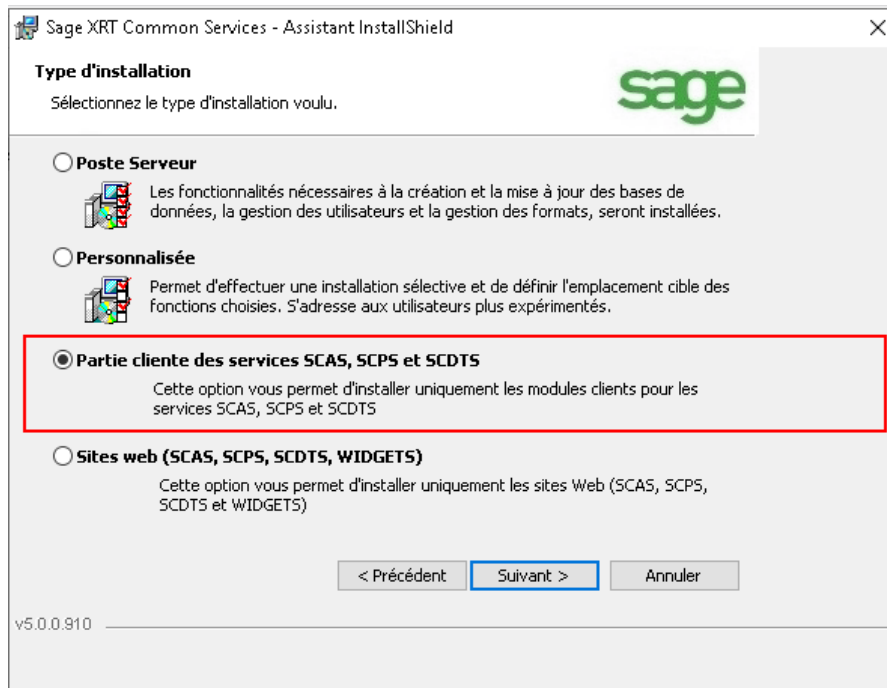 Sage XRT Common Services - Assistant InstallShield
Type d'installation
Sélectionnez le type d'installation voulu.
sage
Poste Serveur
Les fonctionnalités nécessaires à la création et la mise à jour des bases de
données, la gestion des utilisateurs et la gestion des formats, seront installées.
Personnalisée
Permet d'effectuer une installation sélective et de définir l'emplacement cible des
fonctions choisies. S'adresse aux utilisateurs plus expérimentés.
Partie cliente des services SCAS, SCPS et SCDTS
Cette option vous permet d'installer uniquement les modules clients pour les
services SCAS, SCPS et SCDTS
Sites web (SCAS, SCPS, SCDTS, WIDGETS)
Cette option vous permet d'installer uniquement les sites Web (SCAS, SCPS,
SCDTS et WIDGETS)
< Précédent Suivant > Annuler
v5.0.0.910